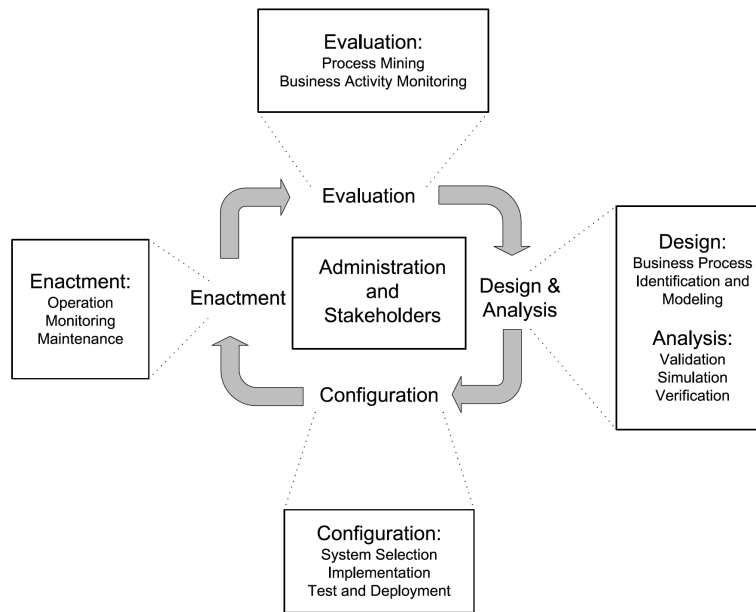 Evaluation:
Process Mining
Business Activity Monitoring
Evaluation
Enactment:
Operation
Monitoring
Maintenance
Enactment
Administration
and
Stakeholders
Design &
Analysis
Design:
Business Process
Identification and
Modeling
Analysis:
Validation
Simulation
Verification
Configuration
Configuration:
System Selection
Implementation
Test and Deployment